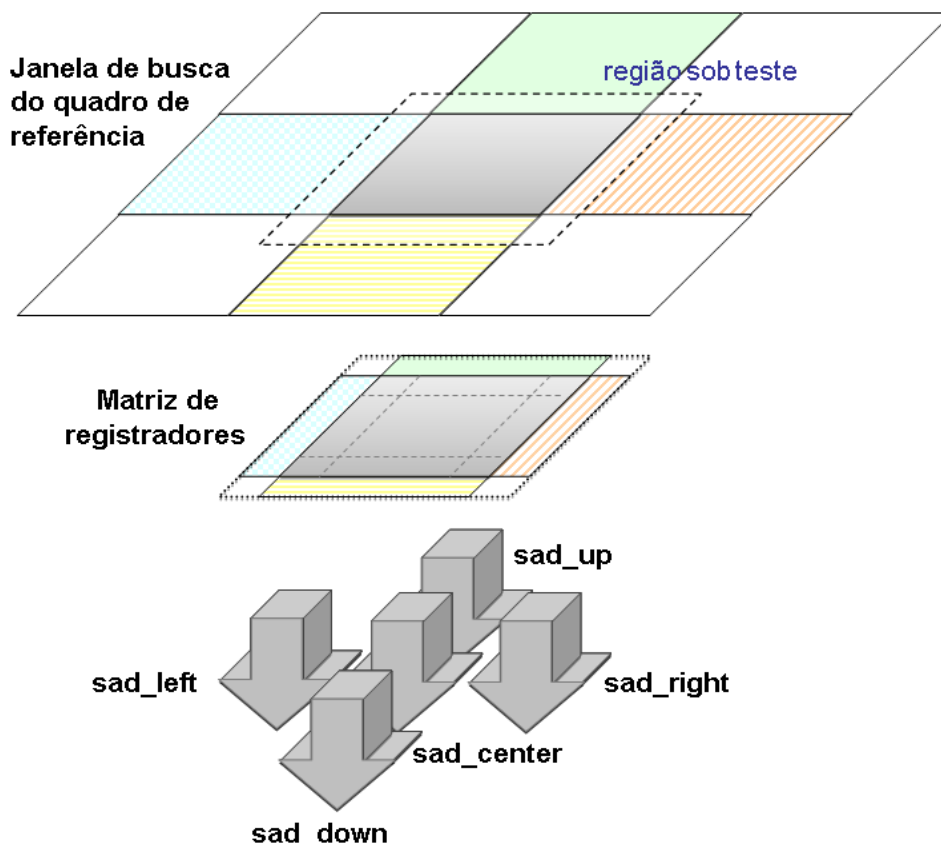 Janela de busca
do quadro de
referência
região sob teste
Matriz de
registradores
sad_up
sad_left
sad_right
sad_center
sad_down